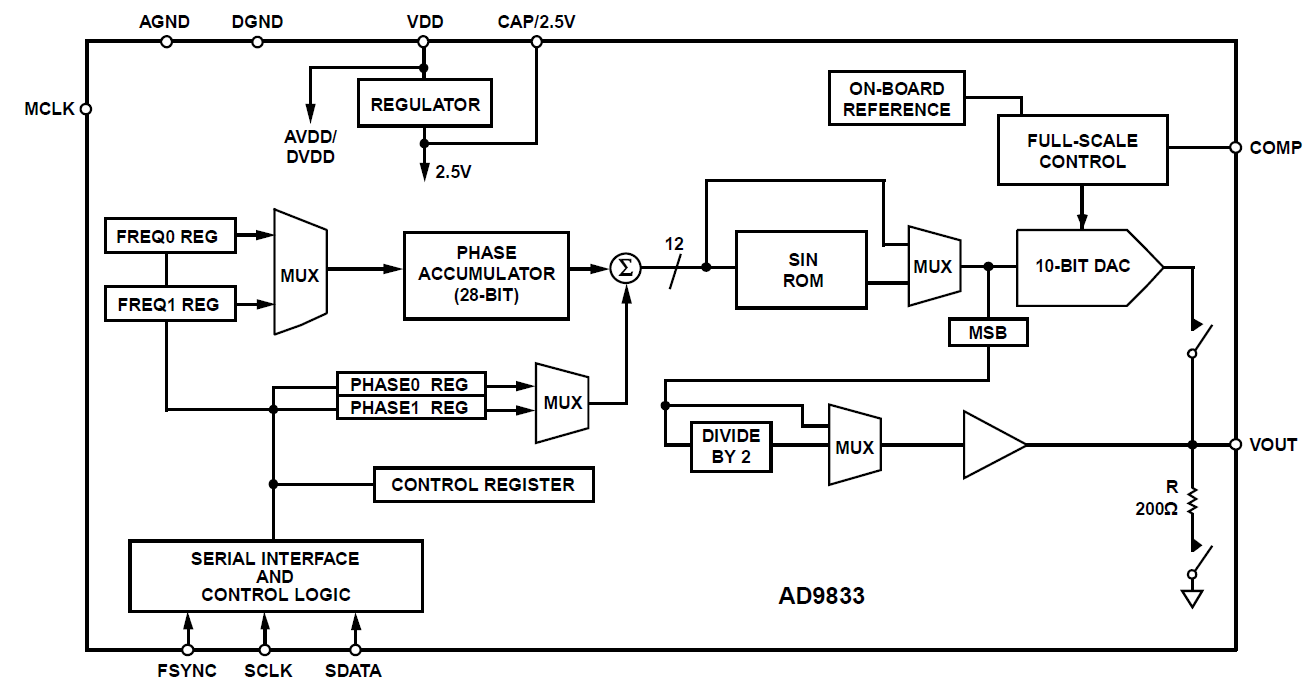 AGND
DGND
VDD
CAP/2.5V
MCLK
REGULATOR
AVDD/
DVDD
2.5V
ON-BOARD
REFERENCE
FULL-SCALE
CONTROL
COMP
FREQ0 REG
FREQ1 REG
MUX
PHASE
ACCUMULATOR
(28-BIT)
Σ
12
SIN
ROM
MUX
10-BIT DAC
MSB
PHASE0 REG
PHASE1 REG
MUX
DIVIDE
BY 2
MUX
VOUT
R
200Ω
CONTROL REGISTER
SERIAL INTERFACE
AND
CONTROL LOGIC
AD9833
FSYNC
SCLK
SDATA